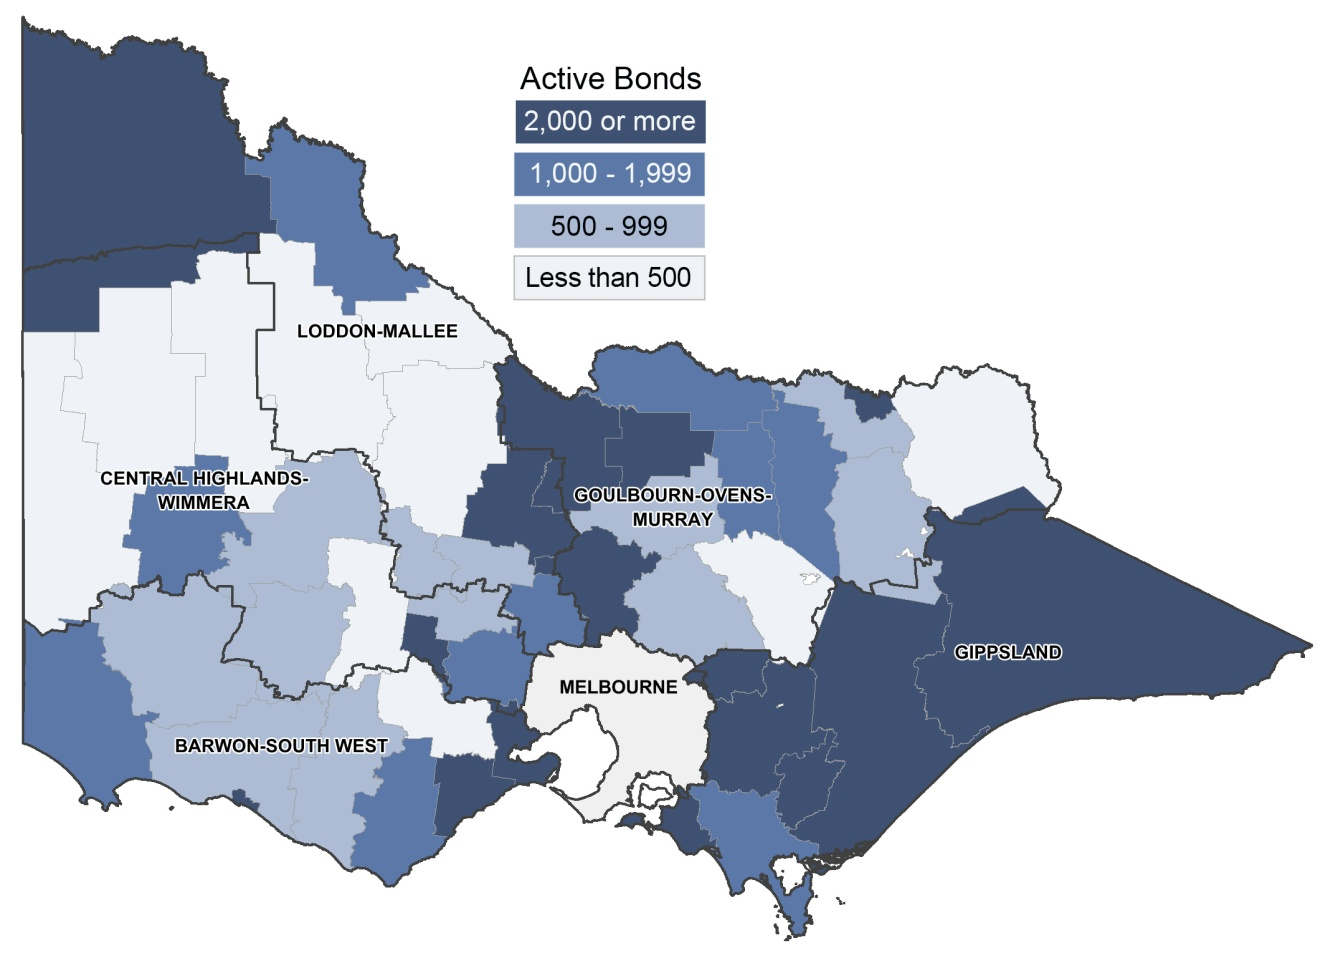 Active Bonds
2,000 or more
1,000 - 1,999
500 - 999
Less than 500
LODDON-MALLEE
CENTRAL HIGHLANDS-
WIMMERA
GOULBOURN-OVENS-
MURRAY
GIPPSLAND
MELBOURNE
BARWON-SOUTH WEST